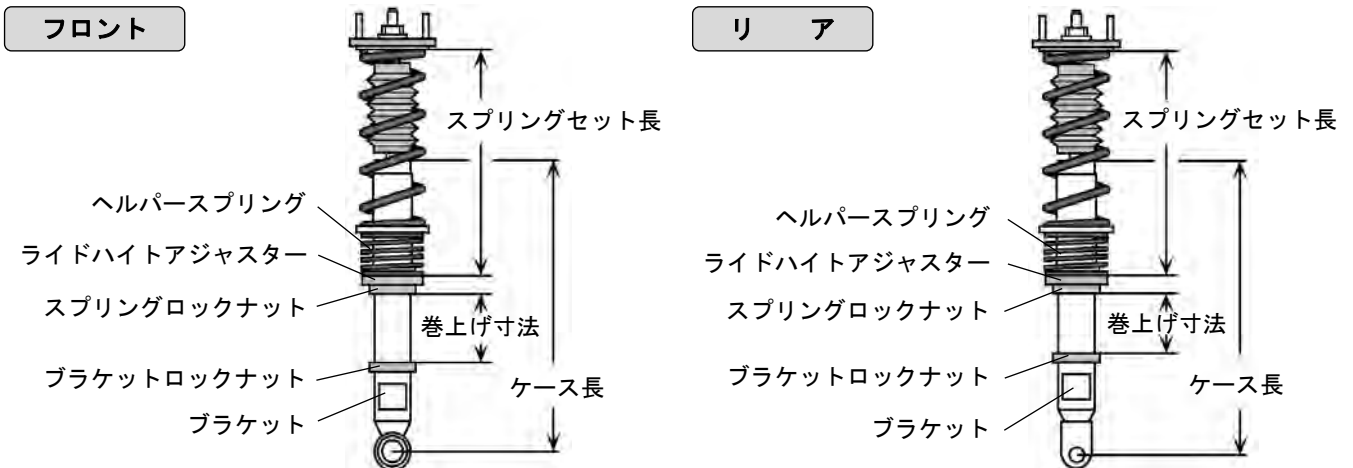 フロント
スプリングセット長
ヘルパースプリング
ライドハイトアジャスター
スプリングロックナット
巻上げ寸法
ブラケットロックナット
ケース長
ブラケット
リ ア
スプリングセット長
ヘルパースプリング
ライドハイトアジャスター
スプリングロックナット
巻上げ寸法
ブラケットロックナット
ケース長
ブラケット